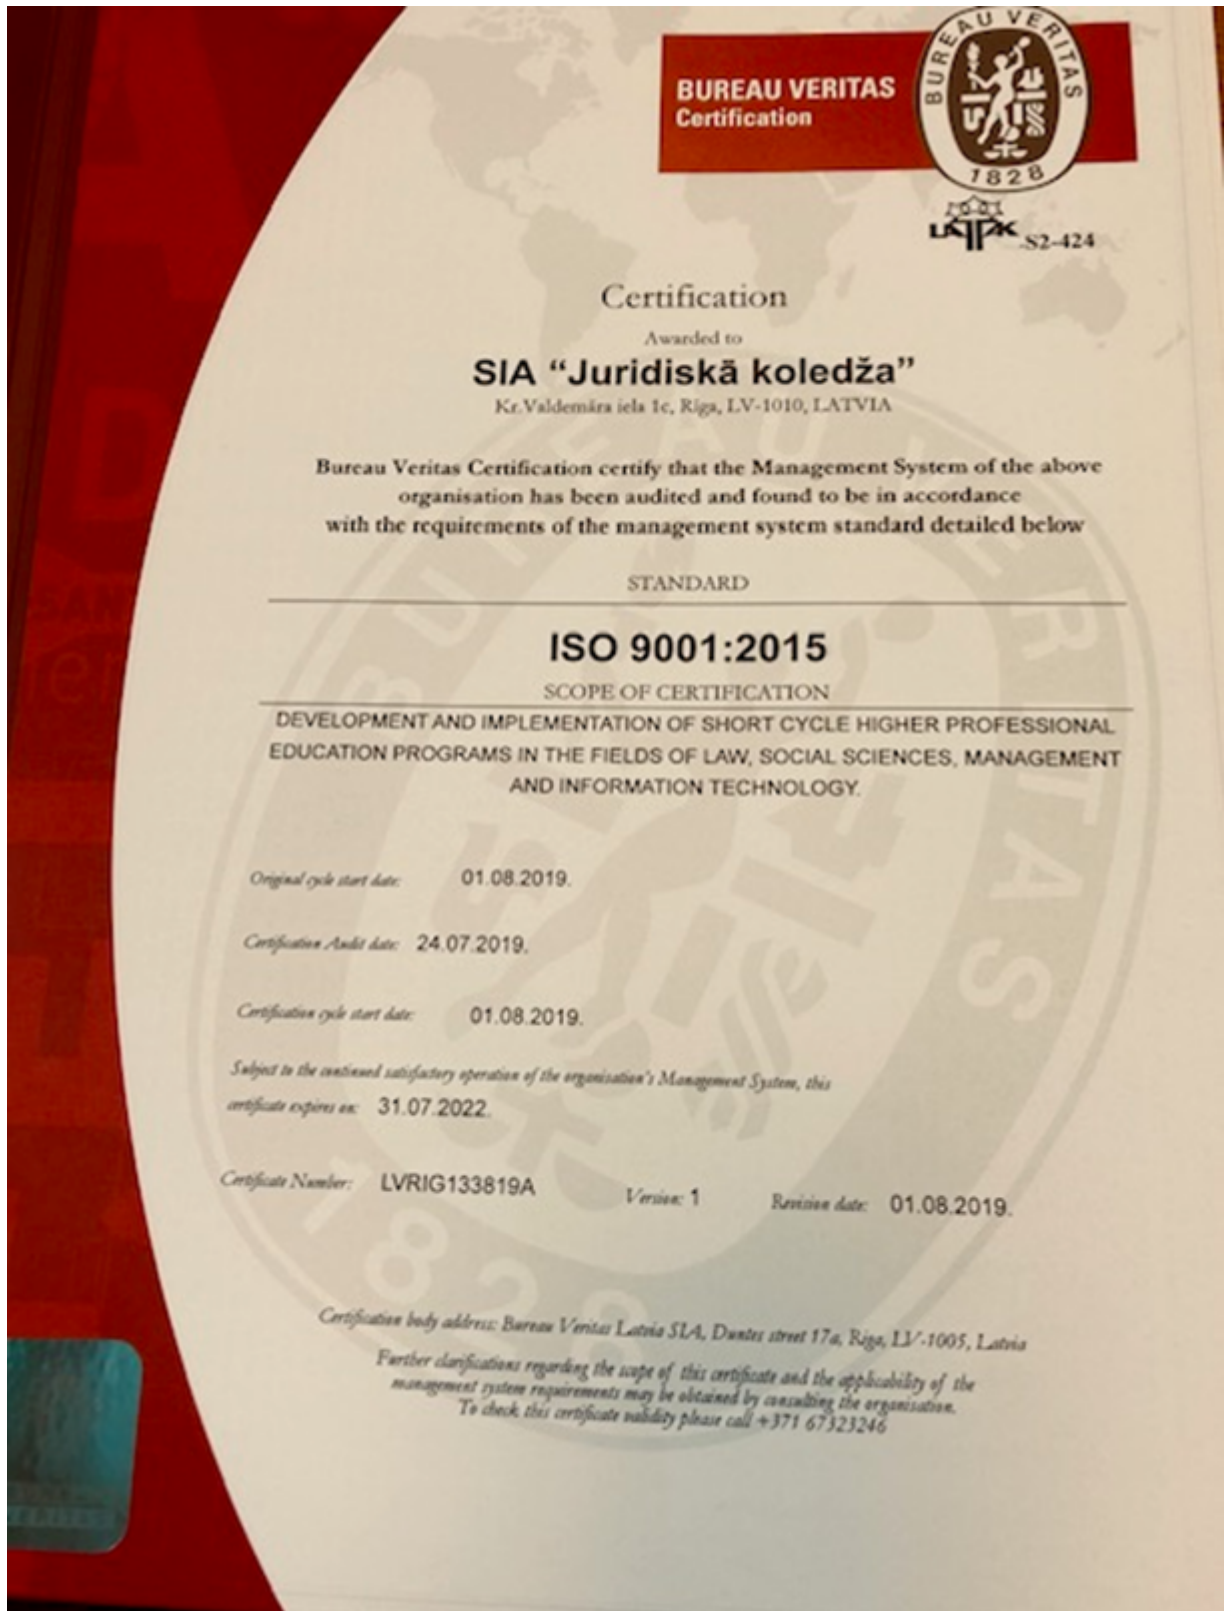 BUREAU VERITAS
Certification
BUREAU VERITAS
1828
LATAK -S2-424
Certification
Awarded to
SIA “Juridiskā koledža”
Kr.Valdemāra iela 1c, Rīga, LV-1010, LATVIA
Bureau Veritas Certification certify that the Management System of the above
organisation has been audited and found to be in accordance
with the requirements of the management system standard detailed below
STANDARD
ISO 9001:2015
SCOPE OF CERTIFICATION
DEVELOPMENT AND IMPLEMENTATION OF SHORT CYCLE HIGHER PROFESSIONAL
EDUCATION PROGRAMS IN THE FIELDS OF LAW, SOCIAL SCIENCES, MANAGEMENT
AND INFORMATION TECHNOLOGY.
Original cycle start date: 01.08.2019.
Certification Audit date: 24.07.2019.
Certification cycle start date: 01.08.2019.
Subject to the continued satisfactory operation of the organisation's Management System, this
certificate expires on: 31.07.2022.
Certificate Number: LVRIG133819A Version: 1 Revision date: 01.08.2019.
Certification body address: Bureau Veritas Latvia SIA, Duntes street 17a, Riga, LV-1005, Latvia
Further clarifications regarding the scope of this certificate and the applicability of the
management system requirements may be obtained by consulting the organisation.
To check this certificate validity please call +371 67323246
BUREAU VERITAS
1828